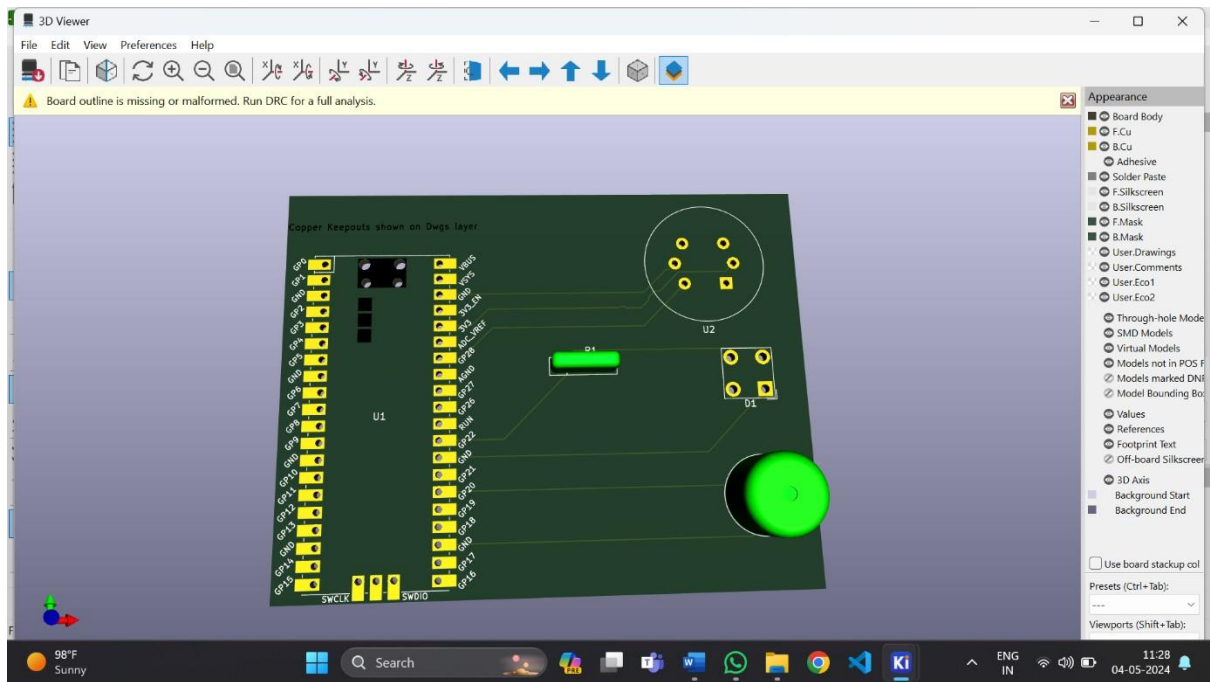 3D Viewer
File Edit View Preferences Help
Board outline is missing or malformed. Run DRC for a full analysis.
Appearance
Board Body
F.Cu
B.Cu
Adhesive
Solder Paste
F.Silkscreen
B.Silkscreen
F.Mask
B.Mask
User.Drawings
User.Comments
User.Eco1
User.Eco2
Through-hole Mode
SMD Models
Virtual Models
Models not in POS F
Models marked DNF
Model Bounding Bo
Values
References
Footprint Text
Off-board Silkscreen
3D Axis
Background Start
Background End
Use board stackup col
Presets (Ctrl+Tab):
---
Viewports (Shift+Tab):
Copper Keepouts shown on Dwgs layer
GP0
GP1
GND
GP2
GP3
GP4
GP5
GND
GP6
GP7
GP8
GP9
GND
GP10
GP11
GP12
GP13
GND
GP14
GP15
U1
VBUS
VSYS
GND
3V3_EN
3V3
ADC_VREF
GP28
AGND
GP27
GP26
RUN
GP22
GND
GP21
GP20
GP19
GP18
GND
GP17
GP16
SWCLK SWDIO
U2
D1
98°F
Sunny
Search
PRE
Ki
ENG
IN
11:28
04-05-2024